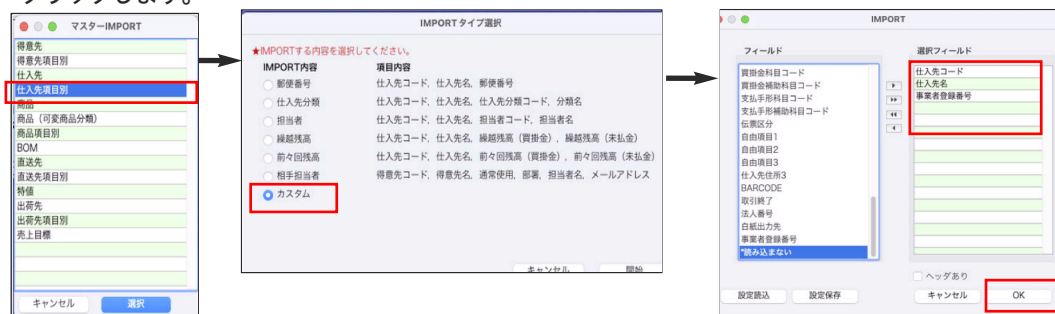 クリックします。
マスターIMPORT
得意先
得意先項目別
仕入先
仕入先項目別
商品
商品（可変商品分類）
商品項目別
BOM
直送先
直送先項目別
特値
出荷先
出荷先項目別
売上目標
キャンセル 選択
IMPORTタイプ選択
★IMPORTする内容を選択してください。
IMPORT内容 項目内容
郵便番号 仕入先コード, 仕入先名, 郵便番号
仕入先分類 仕入先コード, 仕入先名, 仕入先分類コード, 分類名
担当者 仕入先コード, 仕入先名, 担当者コード, 担当者名
繰越残高 仕入先コード, 仕入先名, 繰越残高（買掛金）, 繰越残高（未払金）
前々回残高 仕入先コード, 仕入先名, 前々回残高（買掛金）, 前々回残高（未払金）
相手担当者 得意先コード, 得意先名, 通常使用, 部署, 担当者名, メールアドレス
カスタム
キャンセル 開始
IMPORT
フィールド
買掛金科目コード
買掛金補助科目コード
支払手形科目コード
支払手形補助科目コード
伝票区分
自由項目1
自由項目2
自由項目3
仕入先住所3
BARCODE
取引終了
法人番号
白紙出力先
事業者登録番号
*読み込まない
選択フィールド
仕入先コード
仕入先名
事業者登録番号
ヘッダあり
設定読込 設定保存 キャンセル OK